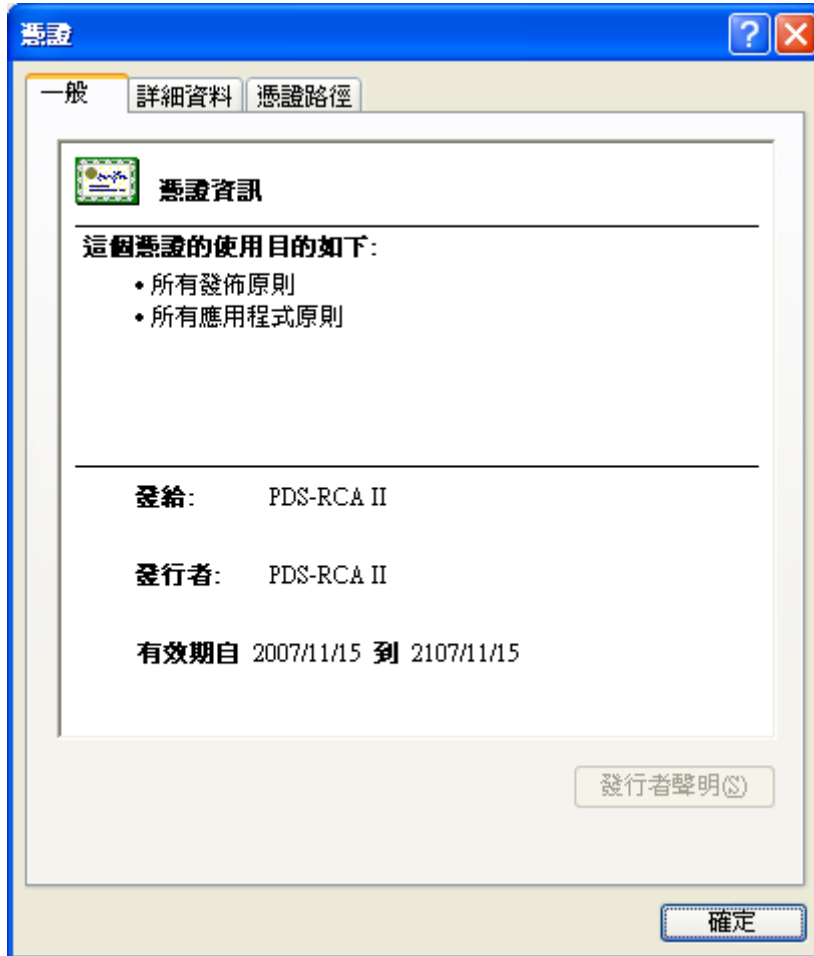 憑證
一般 詳細資料 憑證路徑
憑證資訊
這個憑證的使用目的如下:
• 所有發佈原則
• 所有應用程式原則
發給: PDS-RCA II
發行者: PDS-RCA II
有效期自 2007/11/15 到 2107/11/15
發行者聲明(S)
確定